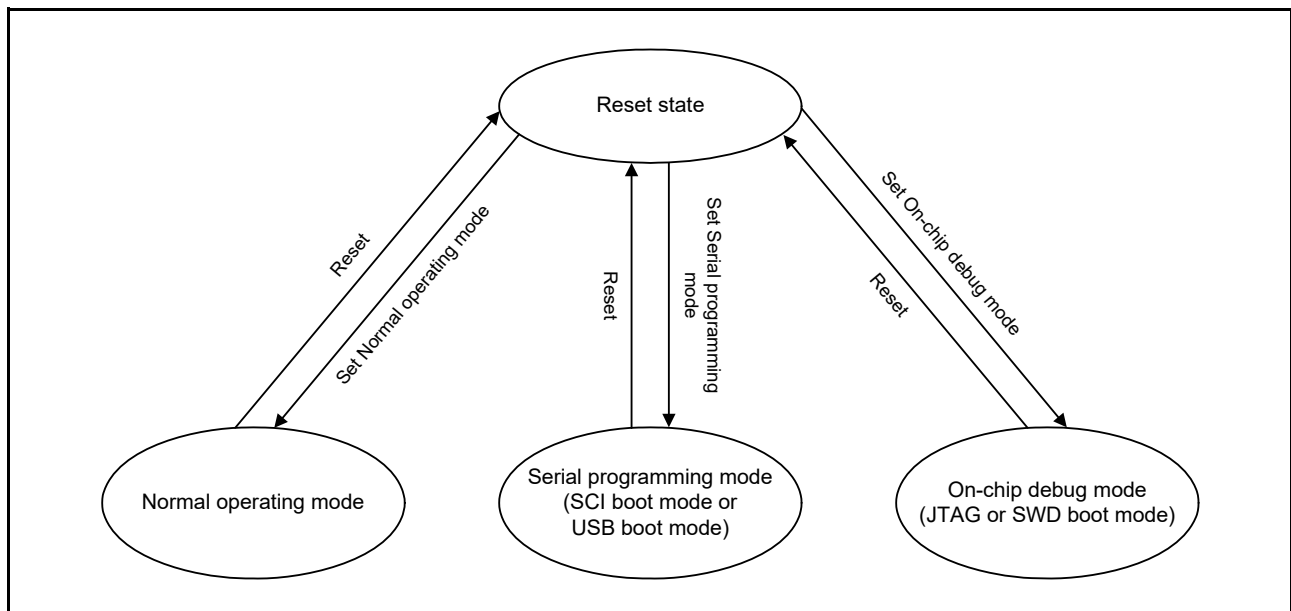 Reset state
Reset
Set Normal operating mode
Reset
Set Serial programming
mode
Set On-chip debug mode
Reset
Normal operating mode
Serial programming mode
(SCI boot mode or
USB boot mode)
On-chip debug mode
(JTAG or SWD boot mode)